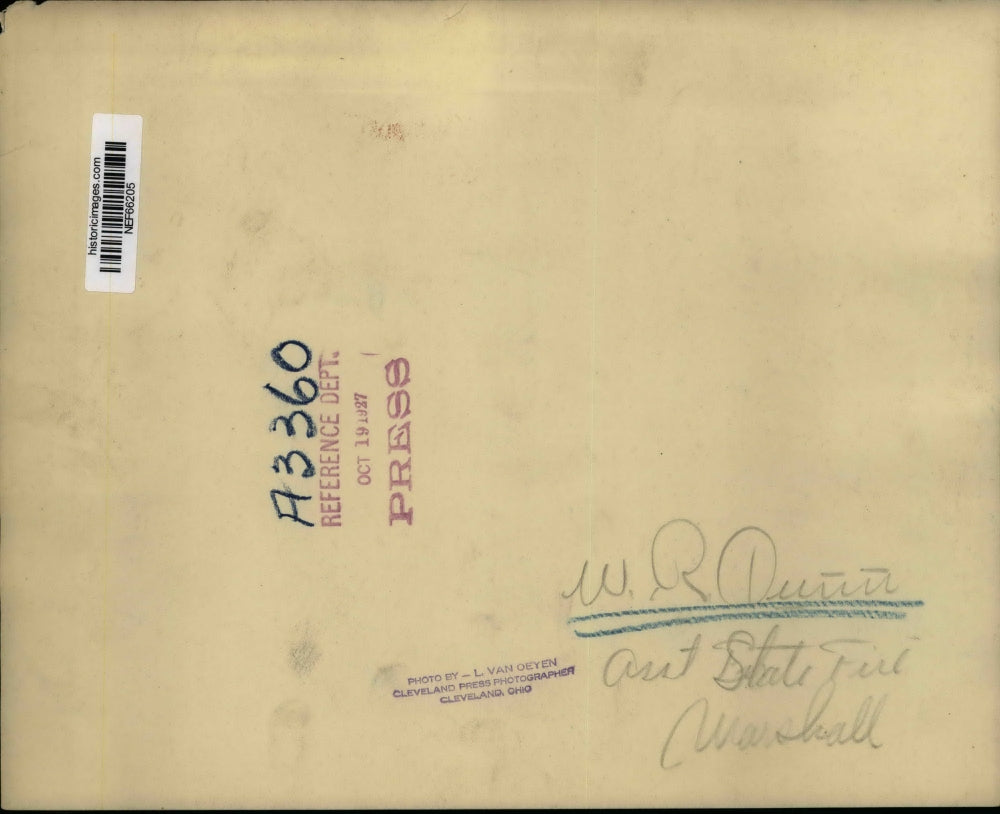 historicimages.com
NEF66205
A3360
REFERENCE DEPT.
OCT 19 1927
PRESS
W. R. Dunn
Asst State Fire
Marshall
PHOTO BY - L. VAN OEYEN
CLEVELAND PRESS PHOTOGRAPHER
CLEVELAND, OHIO